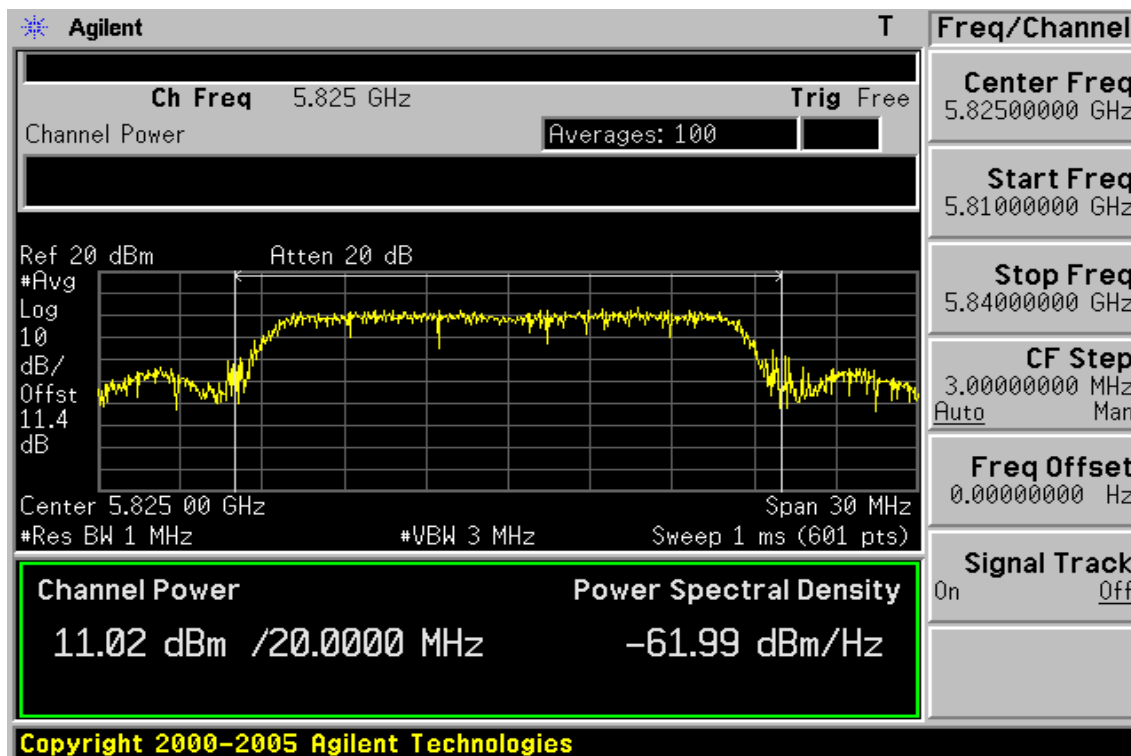 Agilent T
Ch Freq 5.825 GHz Trig Free
Channel Power Averages: 100
Ref 20 dBm Atten 20 dB
#Avg
Log
10
dB/
Offst
11.4
dB
Center 5.825 00 GHz Span 30 MHz
#Res BW 1 MHz #VBW 3 MHz Sweep 1 ms (601 pts)
Channel Power Power Spectral Density
11.02 dBm /20.0000 MHz -61.99 dBm/Hz
Copyright 2000-2005 Agilent Technologies
Freq/Channel
Center Freq
5.82500000 GHz
Start Freq
5.81000000 GHz
Stop Freq
5.84000000 GHz
CF Step
3.00000000 MHz
Auto Man
Freq Offset
0.00000000 Hz
Signal Track
On Off